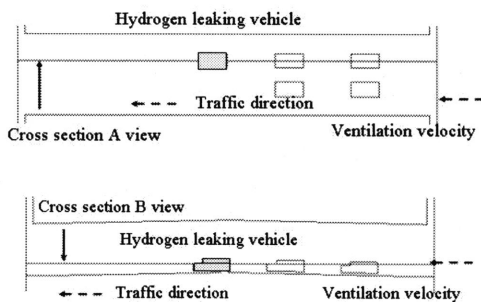 Hydrogen leaking vehicle
Traffic direction
Cross section A view
Ventilation velocity
Cross section B view
Hydrogen leaking vehicle
Traffic direction
Ventilation velocity